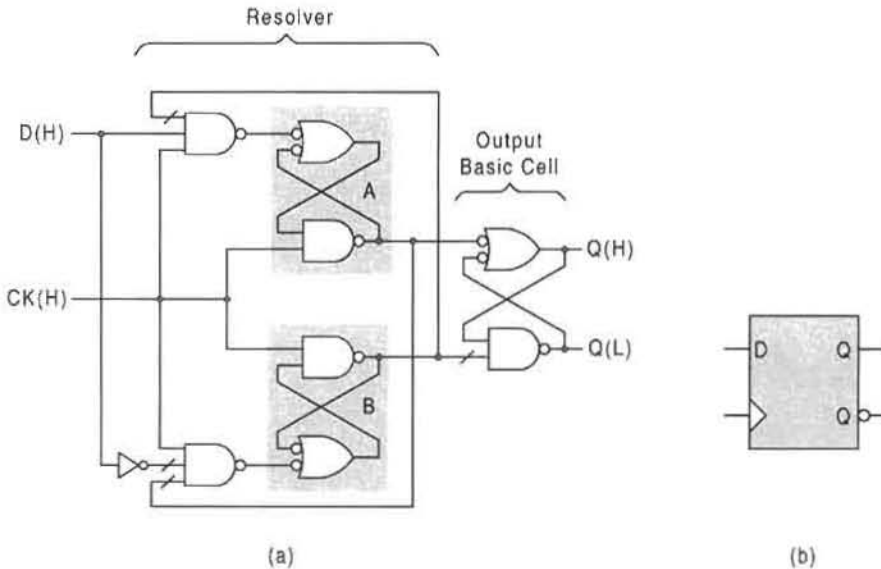 Resolver
D(H)
Output
Basic Cell
A
Q(H)
CK(H)
Q(L)
B
D Q
Q
(a)
(b)